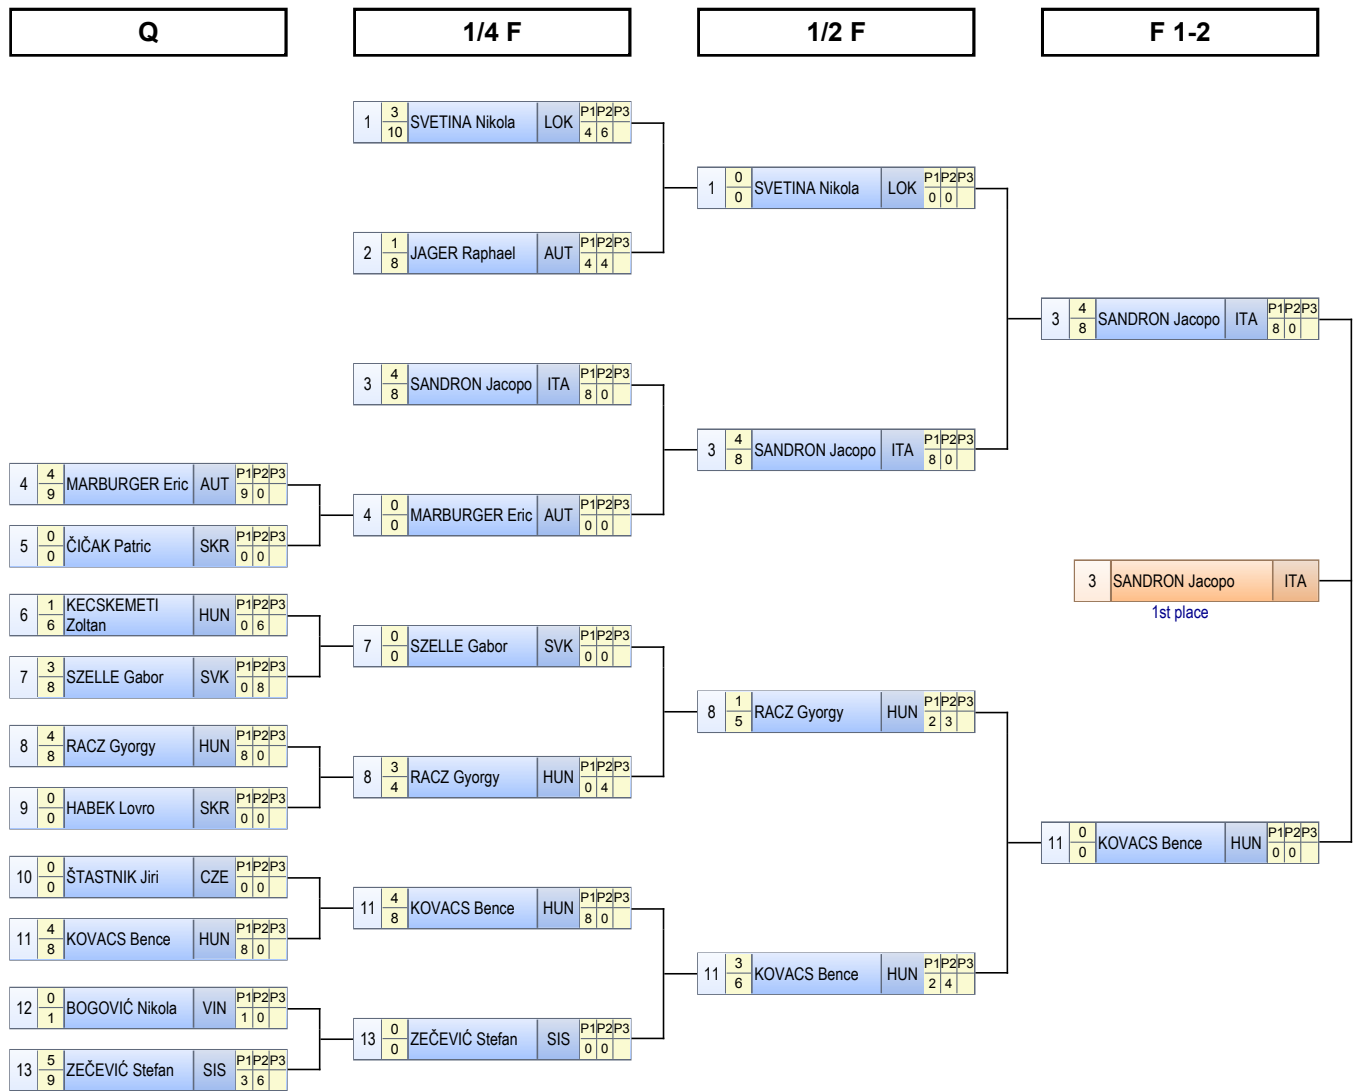 Q
1/4 F
1/2 F
F 1-2
1 3 10 SVETINA Nikola LOK P1 P2 P3 4 6
2 1 8 JAGER Raphael AUT P1 P2 P3 4 4
1 0 0 SVETINA Nikola LOK P1 P2 P3 0 0
3 4 8 SANDRON Jacopo ITA P1 P2 P3 8 0
3 4 8 SANDRON Jacopo ITA P1 P2 P3 8 0
3 4 8 SANDRON Jacopo ITA P1 P2 P3 8 0
4 4 9 MARBURGER Eric AUT P1 P2 P3 9 0
5 0 0 ČIČAK Patric SKR P1 P2 P3 0 0
4 0 0 MARBURGER Eric AUT P1 P2 P3 0 0
3 SANDRON Jacopo ITA
1st place
6 1 6 KECSKEMETI
Zoltan HUN P1 P2 P3 0 6
7 3 8 SZELLE Gabor SVK P1 P2 P3 0 8
7 0 0 SZELLE Gabor SVK P1 P2 P3 0 0
8 4 8 RACZ Gyorgy HUN P1 P2 P3 8 0
9 0 0 HABEK Lovro SKR P1 P2 P3 0 0
8 3 4 RACZ Gyorgy HUN P1 P2 P3 0 4
8 1 5 RACZ Gyorgy HUN P1 P2 P3 2 3
11 0 0 KOVACS Bence HUN P1 P2 P3 0 0
10 0 0 ŠTASTNIK Jiri CZE P1 P2 P3 0 0
11 4 8 KOVACS Bence HUN P1 P2 P3 8 0
11 4 8 KOVACS Bence HUN P1 P2 P3 8 0
11 3 6 KOVACS Bence HUN P1 P2 P3 2 4
12 0 1 BOGOVIĆ Nikola VIN P1 P2 P3 1 0
13 5 9 ZEČEVIĆ Stefan SIS P1 P2 P3 3 6
13 0 0 ZEČEVIĆ Stefan SIS P1 P2 P3 0 0